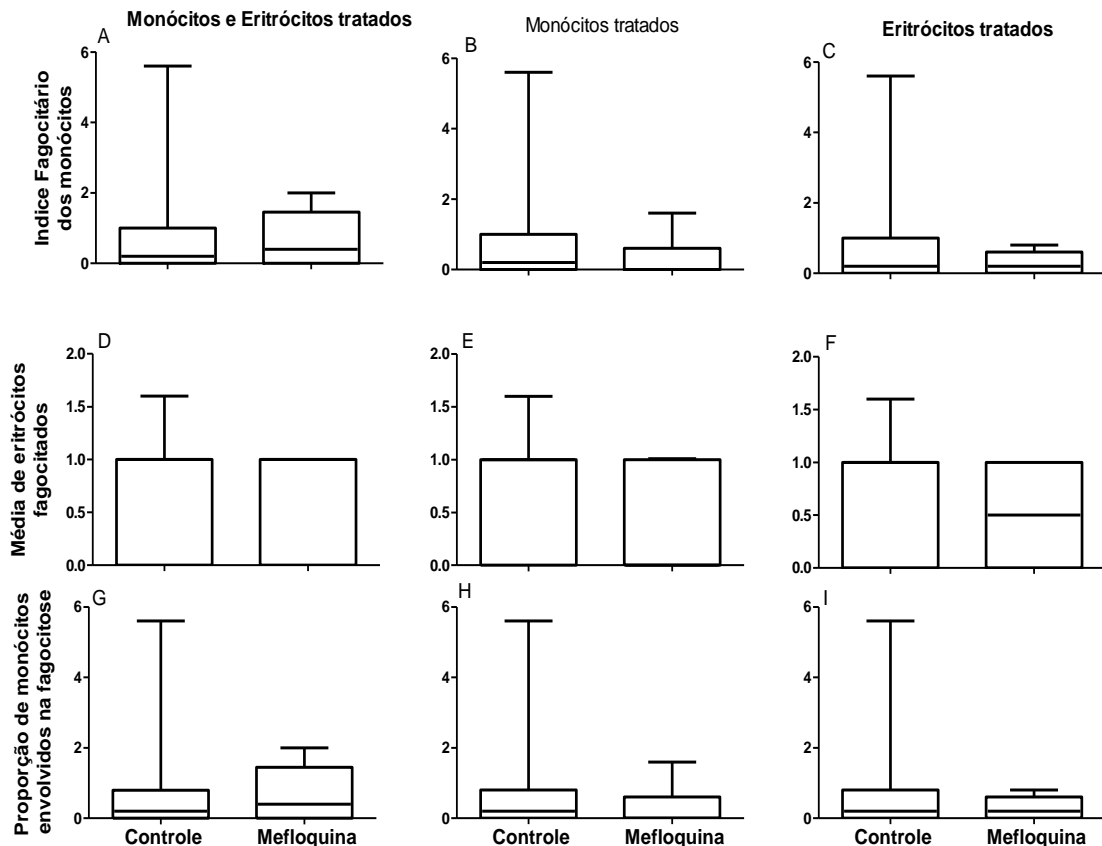 Monócitos e Eritrócitos tratados
Monócitos tratados
Eritrócitos tratados
A
B
C
Indice Fagocitário
dos monócitos
6
4
2
0
6
4
2
0
6
4
2
0
D
E
F
Média de eritrócitos
fagocitados
2.0
1.5
1.0
0.5
0.0
2.0
1.5
1.0
0.5
0.0
2.0
1.5
1.0
0.5
0.0
G
H
I
Proporção de monócitos
envolvidos na fagocitose
6
4
2
0
6
4
2
0
6
4
2
0
Controle Mefloquina
Controle Mefloquina
Controle Mefloquina